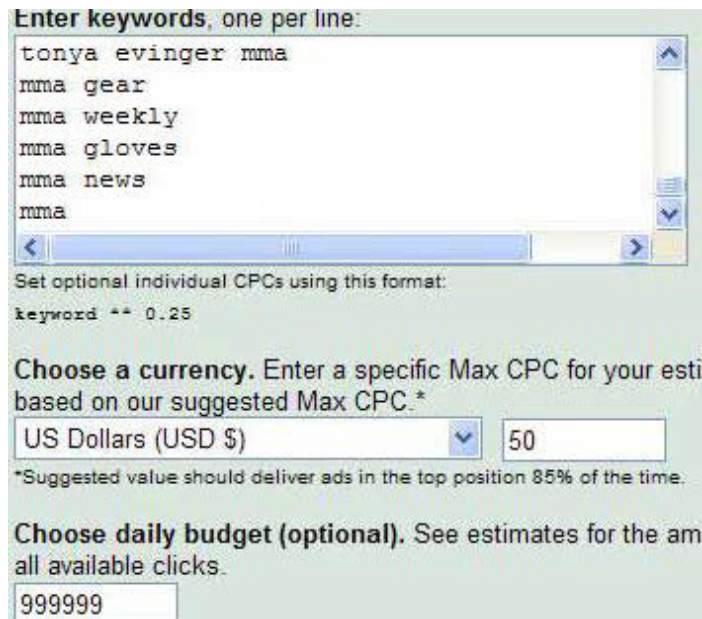 Enter keywords, one per line:
tonya evinger mma
mma gear
mma weekly
mma gloves
mma news
mma
Set optional individual CPCs using this format:
keyword ** 0.25
Choose a currency. Enter a specific Max CPC for your esti
based on our suggested Max CPC.*
US Dollars (USD $) 50
*Suggested value should deliver ads in the top position 85% of the time.
Choose daily budget (optional). See estimates for the am
all available clicks.
999999